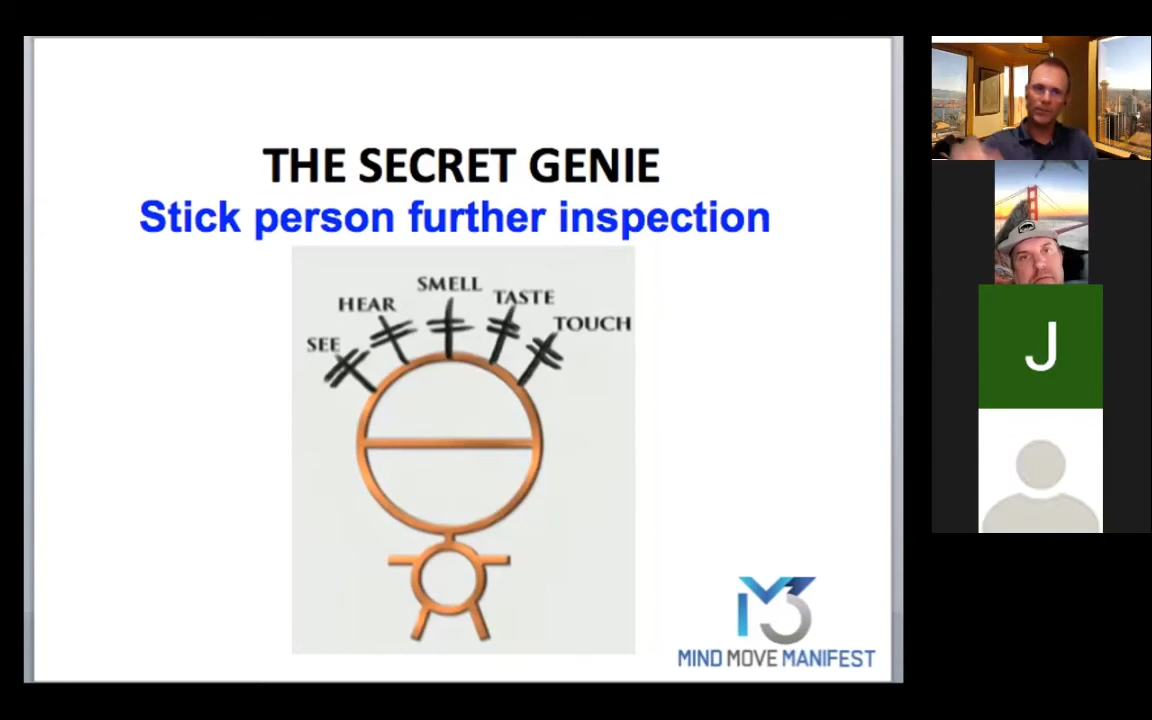 THE SECRET GENIE
Stick person further inspection
SMELL
HEAR
TASTE
TOUCH
SEE
J
M3
MIND MOVE MANIFEST